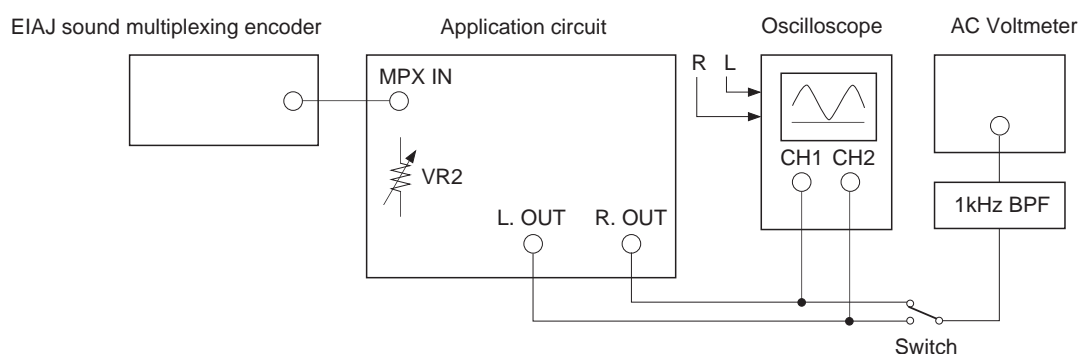 EIAJ sound multiplexing encoder
Application circuit
Oscilloscope
AC Voltmeter
MPX IN
R L
VR2
CH1 CH2
1kHz BPF
L. OUT
R. OUT
Switch